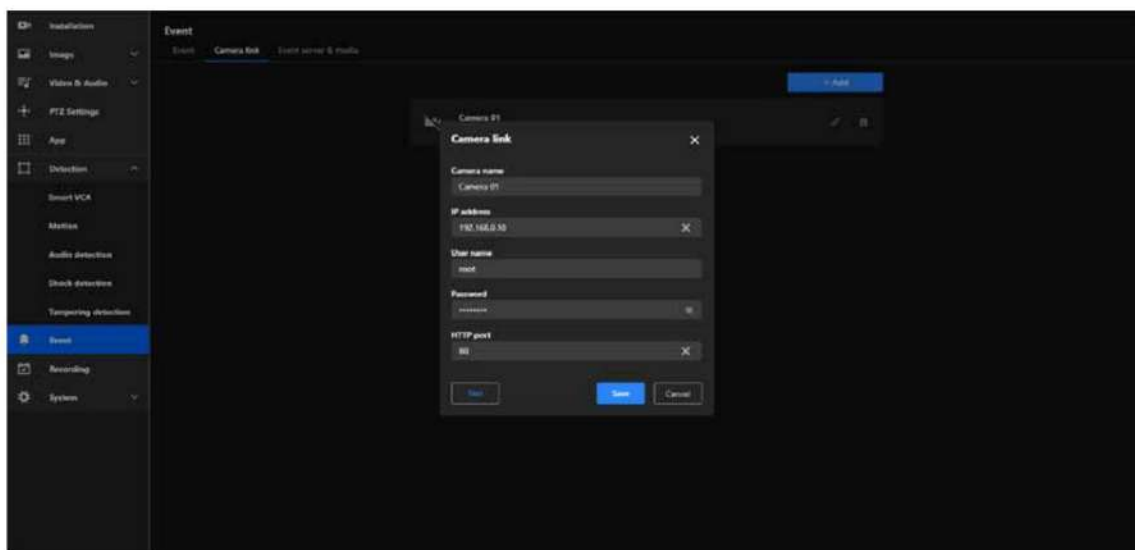 Installation
Image
Video & Audio
PTZ Settings
App
Detection
Smart VCA
Motion
Audio detection
Shock detection
Tampering detection
Event
Recording
System
Event
Event Camera link Event server & media
+ Add
Camera 01
Camera link
Camera name
Camera 01
IP address
192.168.0.10
User name
root
Password
••••••••
HTTP port
80
Test Save Cancel